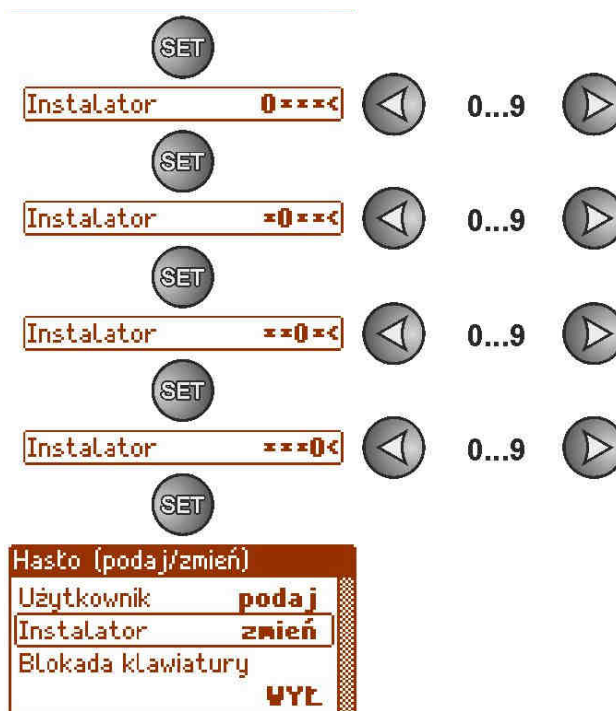 SET
Instalator 0***< 0...9
SET
Instalator *0**< 0...9
SET
Instalator **0*< 0...9
SET
Instalator ***0< 0...9
SET
Hasło (podaj/zmień)
Użytkownik podaj
Instalator zmień
Blokada klawiatury
WYŁ